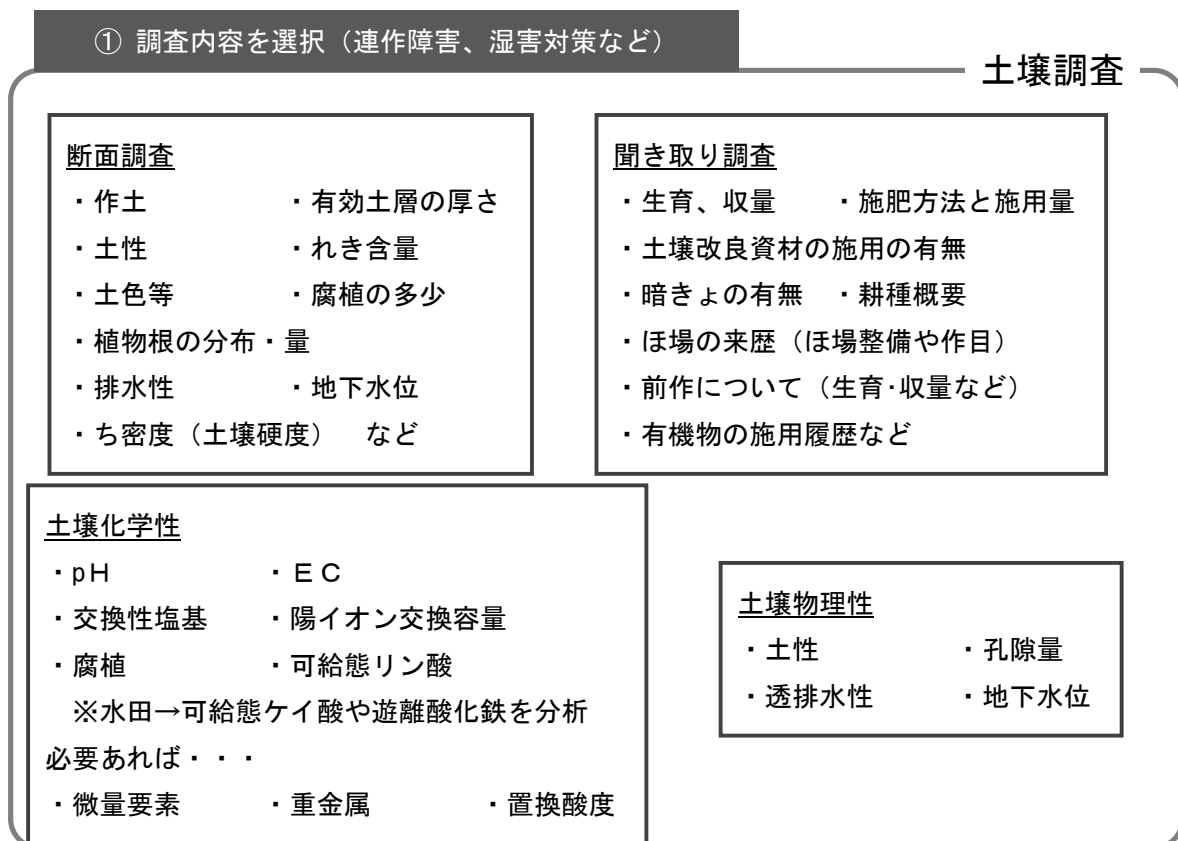 ① 調査内容を選択（連作障害、湿害対策など）
土壌調査
断面調査
・作土 ・有効土層の厚さ
・土性 ・れき含量
・土色等 ・腐植の多少
・植物根の分布・量
・排水性 ・地下水位
・ち密度（土壌硬度） など
聞き取り調査
・生育、収量 ・施肥方法と施用量
・土壌改良資材の施用の有無
・暗きょの有無 ・耕種概要
・ほ場の来歴（ほ場整備や作目）
・前作について（生育･収量など）
・有機物の施用履歴など
土壌化学性
・pＨ ・ＥＣ
・交換性塩基 ・陽イオン交換容量
・腐植 ・可給態リン酸
※水田→可給態ケイ酸や遊離酸化鉄を分析
必要あれば・・・
・微量要素 ・重金属 ・置換酸度
土壌物理性
・土性 ・孔隙量
・透排水性 ・地下水位